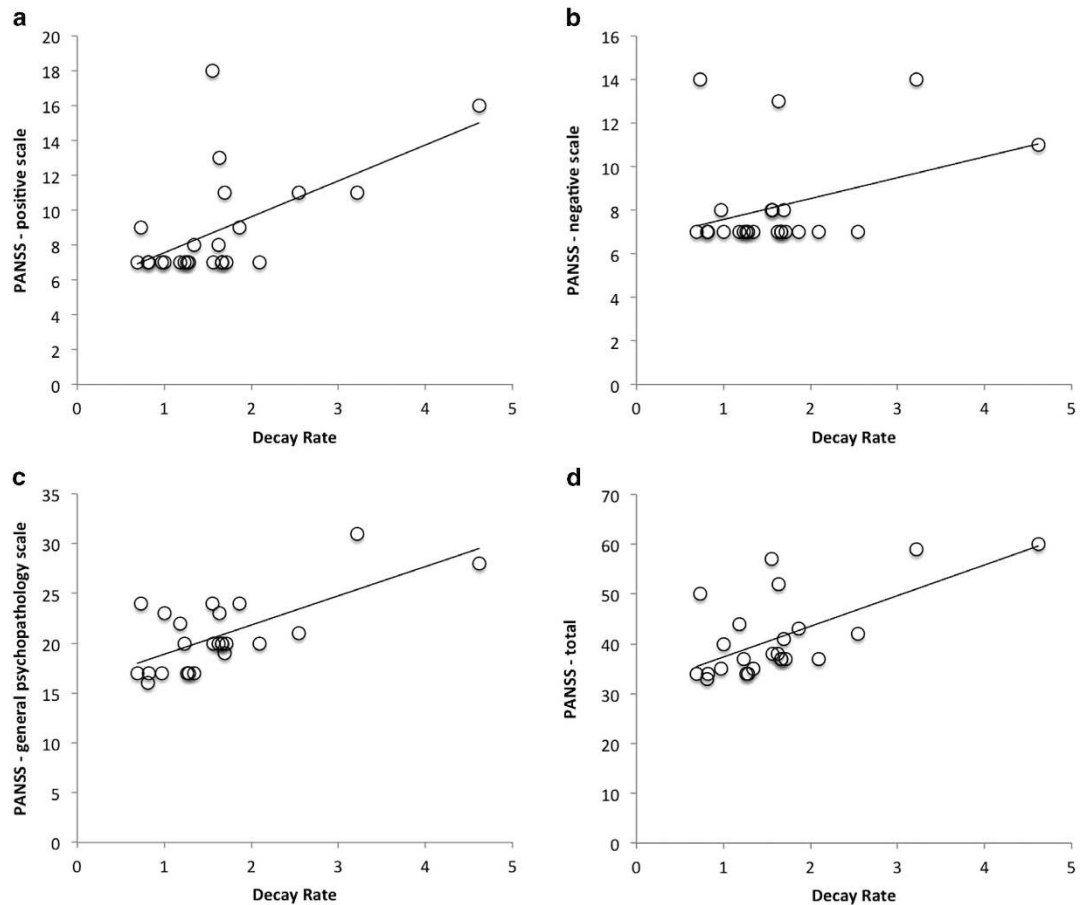 a
20
18
16
14
12
10
8
6
4
2
0
PANSS - positive scale
0 1 2 3 4 5
Decay Rate
b
16
14
12
10
8
6
4
2
0
PANSS - negative scale
0 1 2 3 4 5
Decay Rate
c
35
30
25
20
15
10
5
0
PANSS - general psychopathology scale
0 1 2 3 4 5
Decay Rate
d
70
60
50
40
30
20
10
0
PANSS - total
0 1 2 3 4 5
Decay Rate